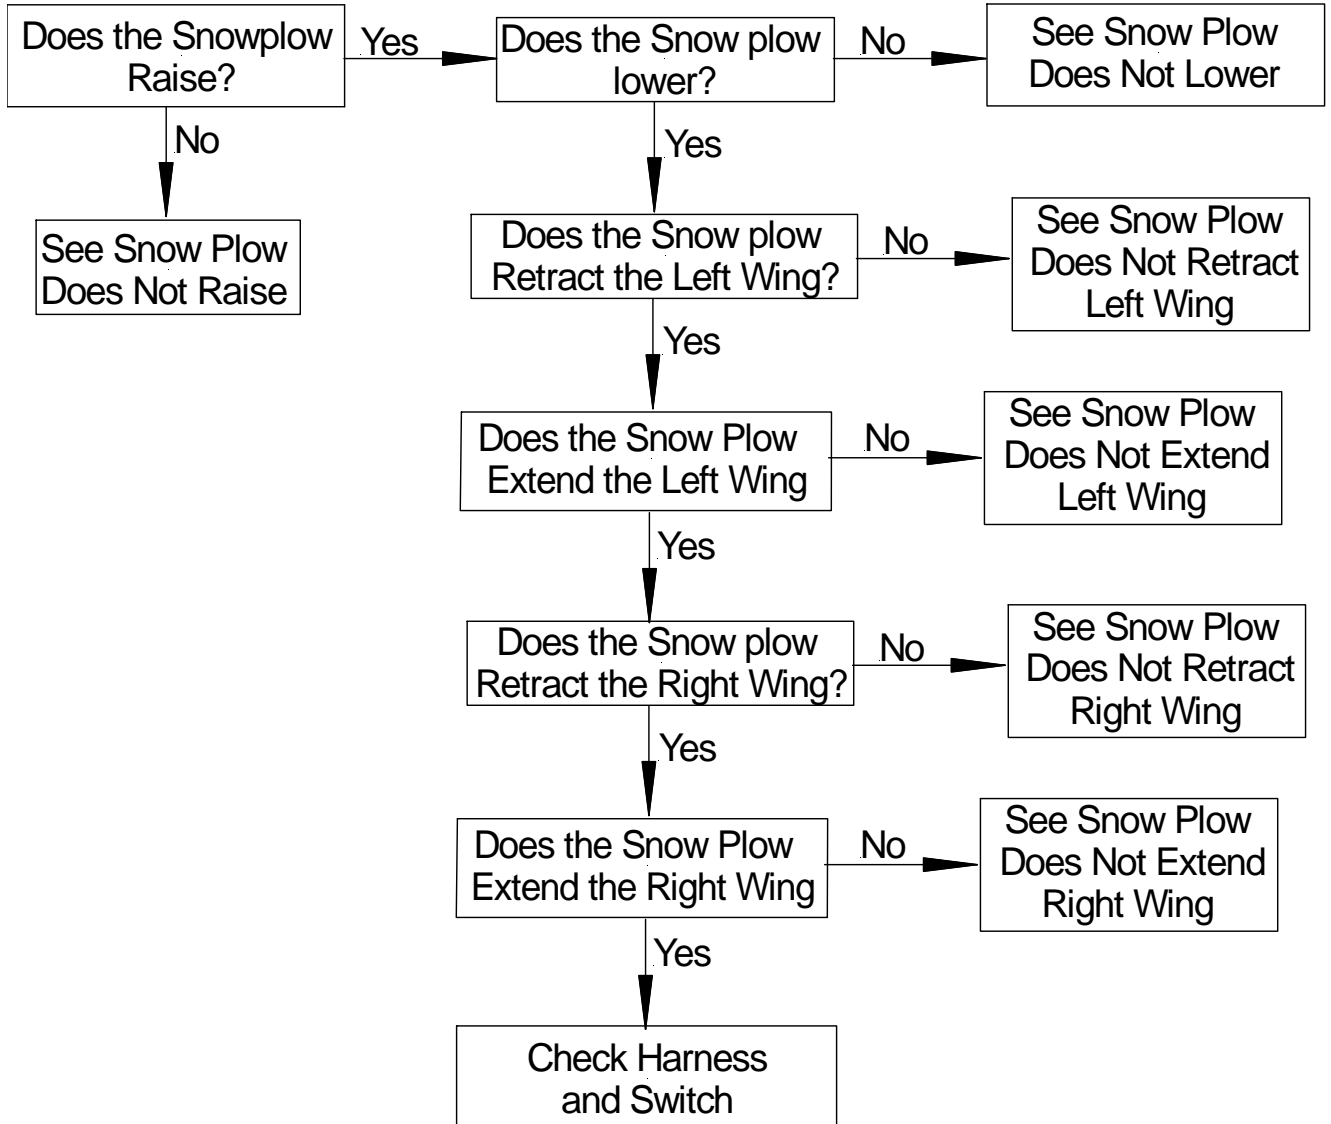 Does the Snowplow
Raise?
Yes
Does the Snow plow
lower?
No
See Snow Plow
Does Not Lower
No
Yes
See Snow Plow
Does Not Raise
Does the Snow plow
Retract the Left Wing?
No
See Snow Plow
Does Not Retract
Left Wing
Yes
Does the Snow Plow
Extend the Left Wing
No
See Snow Plow
Does Not Extend
Left Wing
Yes
Does the Snow plow
Retract the Right Wing?
No
See Snow Plow
Does Not Retract
Right Wing
Yes
Does the Snow Plow
Extend the Right Wing
No
See Snow Plow
Does Not Extend
Right Wing
Yes
Check Harness
and Switch